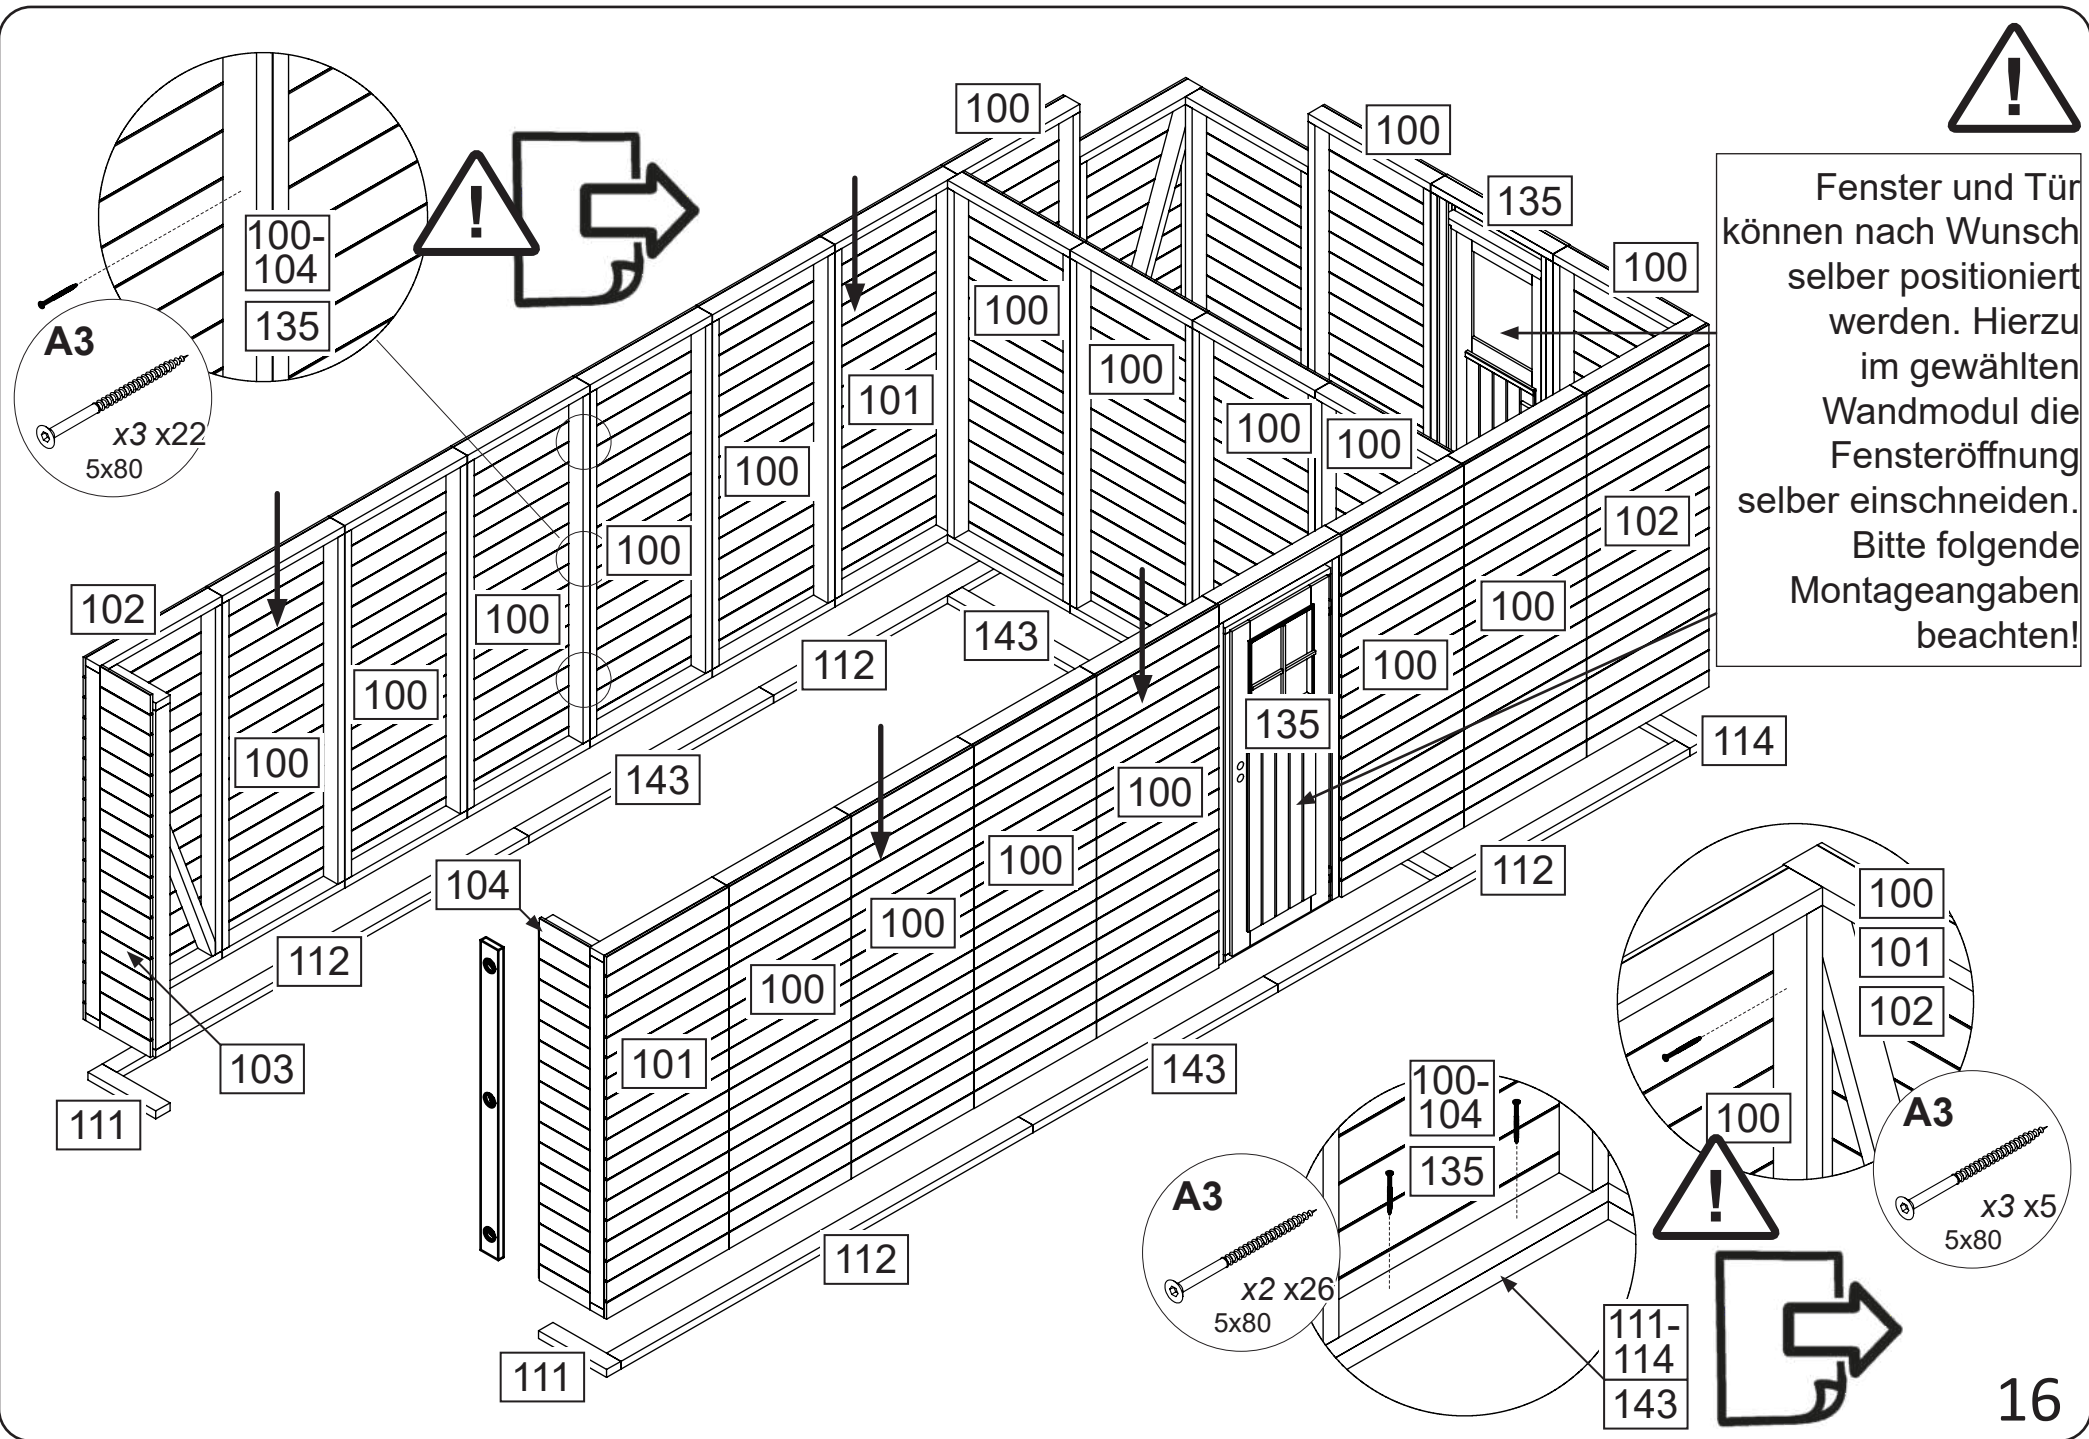 100-
104
135
A3
x3 x22
5x80
!
100
100
135
100
!
Fenster und Tür
können nach Wunsch
selber positioniert
werden. Hierzu
im gewählten
Wandmodul die
Fensteröffnung
selber einschneiden.
Bitte folgende
Montageangaben
beachten!
100
100
100
100
101
100
100
100
100
100
102
103
111
112
143
112
143
102
100
100
135
100
100
100
100
101
104
111
112
143
112
114
100-
104
135
A3
x2 x26
5x80
111-
114
143
100
101
102
100
A3
x3 x5
5x80
!
16